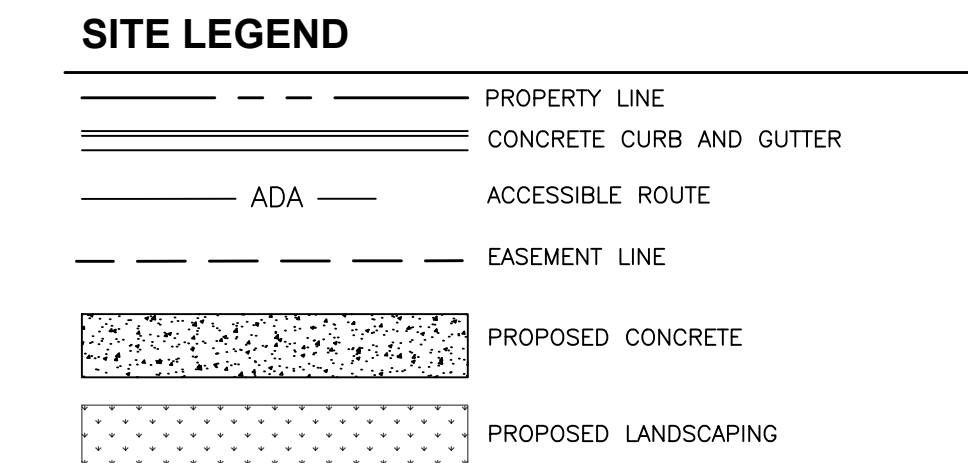 SITE LEGEND
PROPERTY LINE
CONCRETE CURB AND GUTTER
ADA ACCESSIBLE ROUTE
EASEMENT LINE
PROPOSED CONCRETE
PROPOSED LANDSCAPING